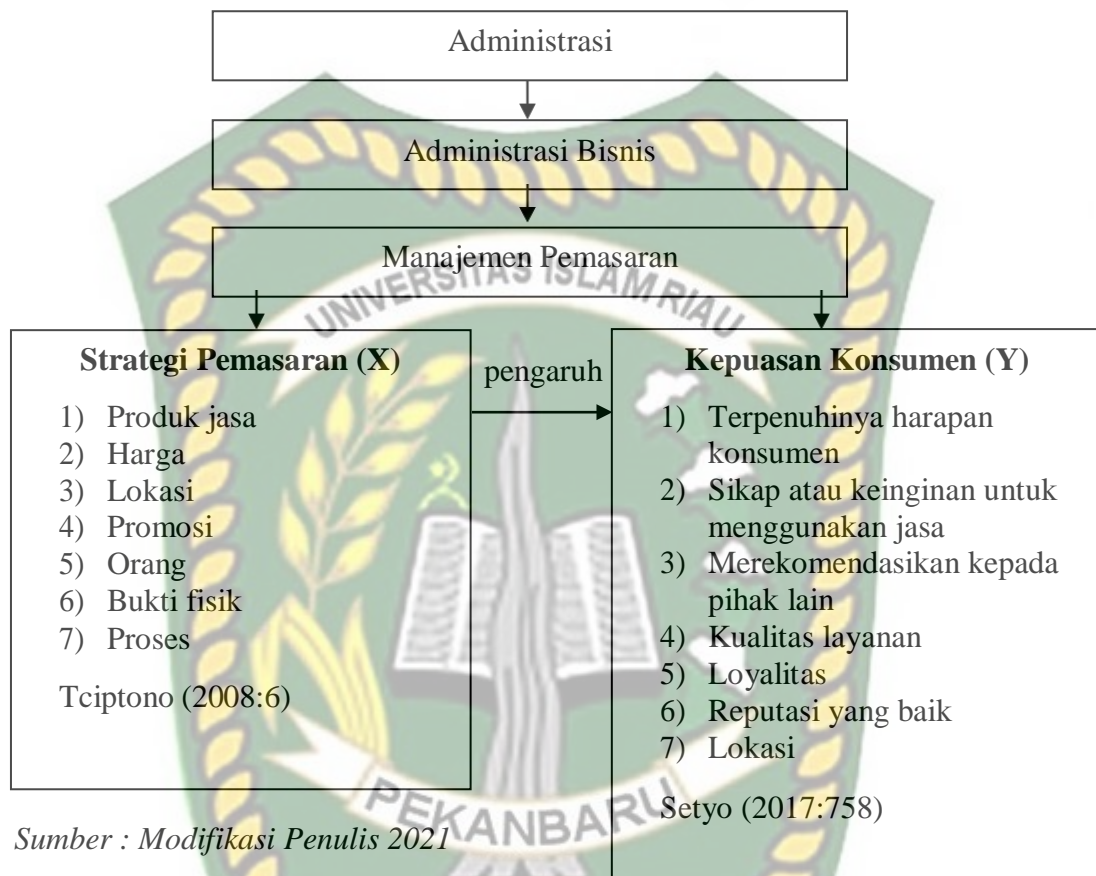 Administrasi
Administrasi Bisnis
Manajemen Pemasaran
UNIVERSITAS ISLAM RIAU
Strategi Pemasaran (X)
1) Produk jasa
2) Harga
3) Lokasi
4) Promosi
5) Orang
6) Bukti fisik
7) Proses
Tciptono (2008:6)
pengaruh
Kepuasan Konsumen (Y)
1) Terpenuhinya harapan
konsumen
2) Sikap atau keinginan untuk
menggunakan jasa
3) Merekomendasikan kepada
pihak lain
4) Kualitas layanan
5) Loyalitas
6) Reputasi yang baik
7) Lokasi
Setyo (2017:758)
PEKANBARU
Sumber : Modifikasi Penulis 2021